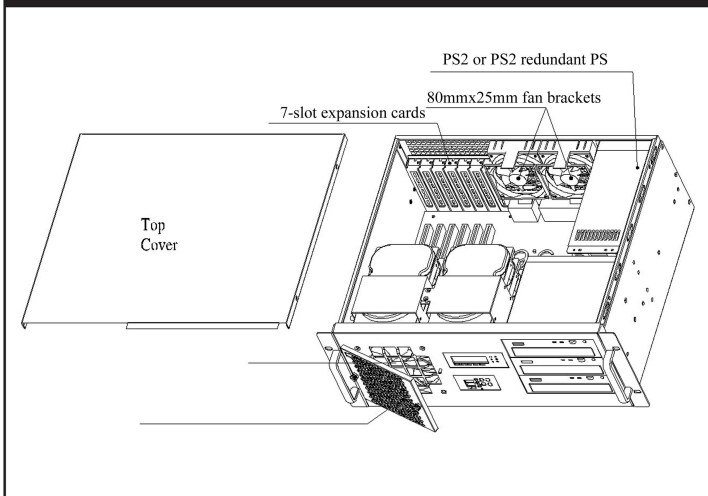 PS2 or PS2 redundant PS
80mmx25mm fan brackets
7-slot expansion cards
Top
Cover